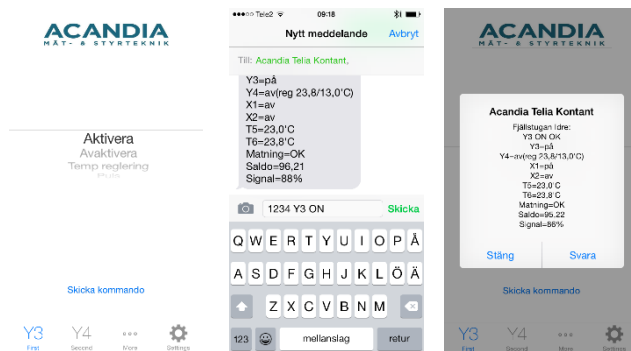 ACANDIA
MÄT- & STYRTEKNIK
Aktivera
Avaktivera
Temp reglering
Puls
Skicka kommando
Y3
First
Y4
Second
More
Settings
Tele2
09:18
Nytt meddelande
Avbryt
Till: Acandia Telia Kontant,
Y3=på
Y4=av(reg 23,8/13,0'C)
X1=av
X2=av
T5=23,0'C
T6=23,8'C
Matning=OK
Saldo=96,21
Signal=88%
1234 Y3 ON
Skicka
Q W E R T Y U I O P Å
A S D F G H J K L Ö Ä
Z X C V B N M
123
mellanslag
retur
ACANDIA
MÄT- & STYRTEKNIK
Acandia Telia Kontant
Fjällstugan Idre:
Y3 ON OK
Y3=på
Y4=av(reg 23,8/13,0'C)
X1=på
X2=av
T5=23,0'C
T6=23,8'C
Matning=OK
Saldo=95,22
Signal=86%
Stäng
Svara
Skicka kommando
Y3
First
Y4
Second
More
Settings